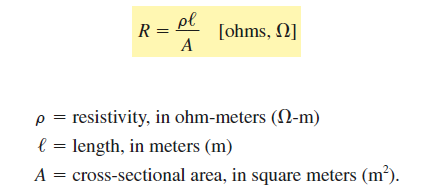 R = ρℓ/A [ohms, Ω]
ρ = resistivity, in ohm-meters (Ω-m)
ℓ = length, in meters (m)
A = cross-sectional area, in square meters (m²).